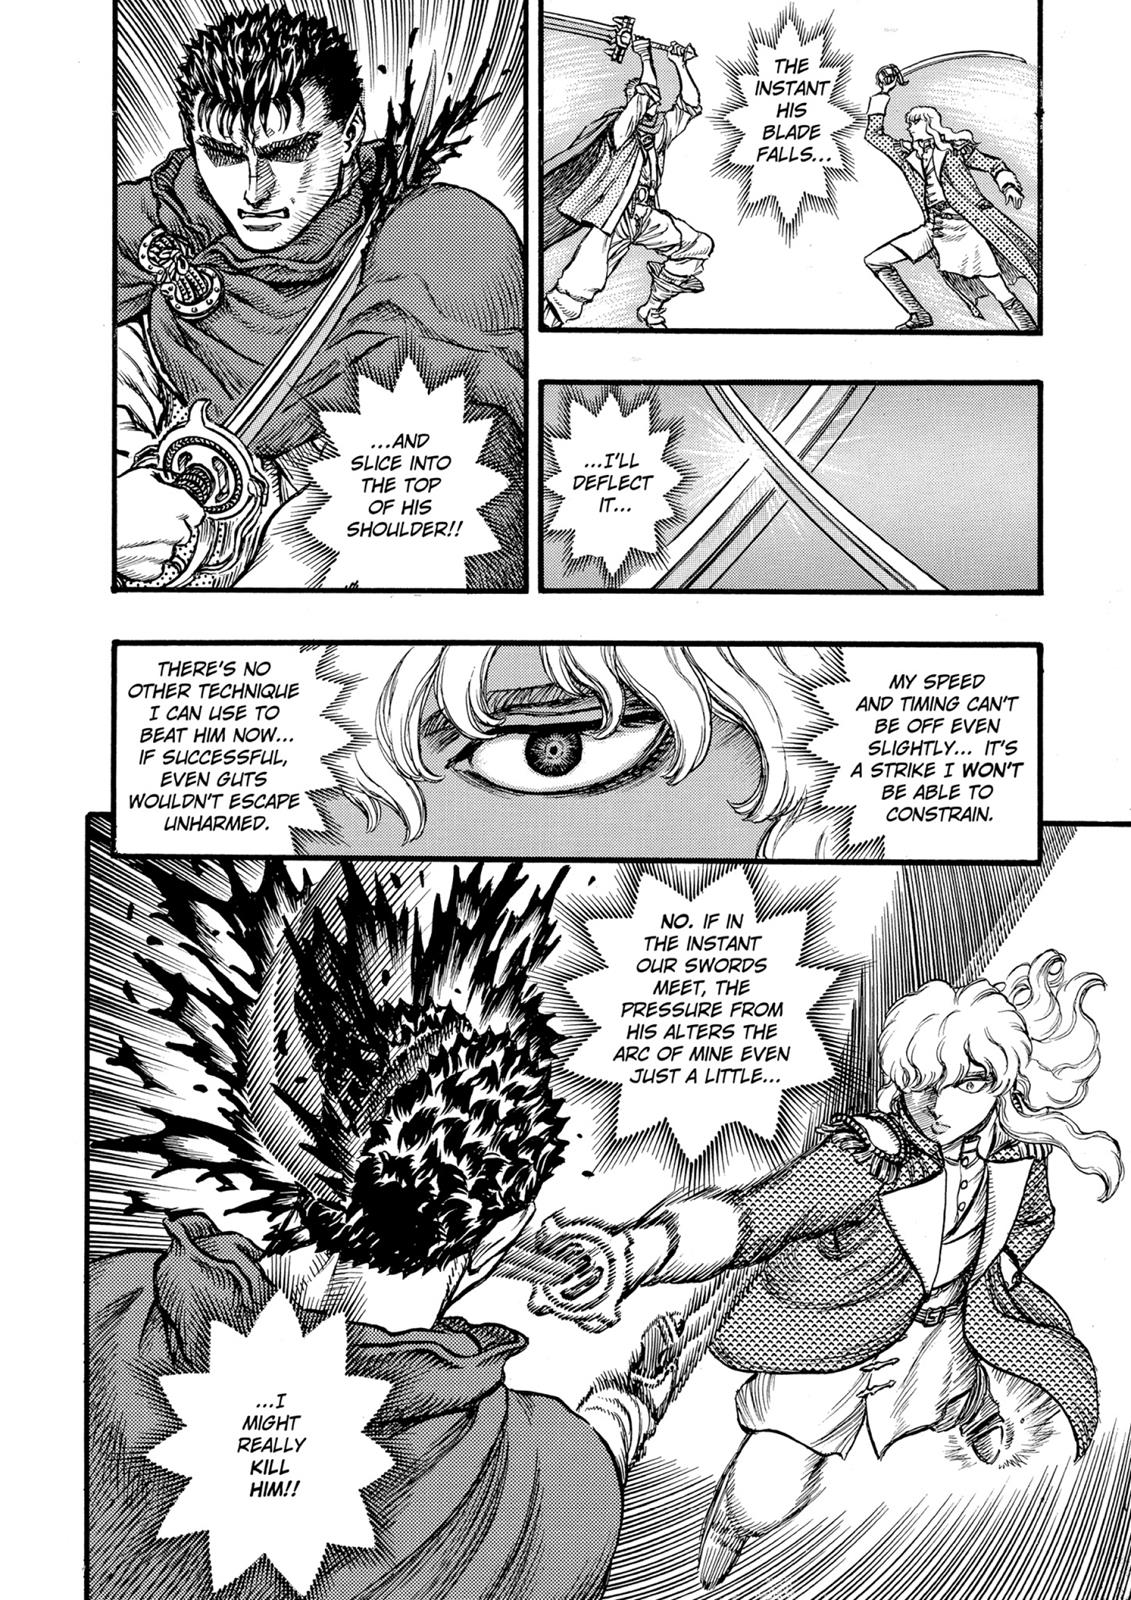 THE
INSTANT
HIS
BLADE
FALLS...
...I'LL
DEFLECT
IT...
...AND
SLICE INTO
THE TOP
OF HIS
SHOULDER!!
MY SPEED
AND TIMING CAN'T
BE OFF EVEN
SLIGHTLY... IT'S
A STRIKE I WON'T
BE ABLE TO
CONSTRAIN.
THERE'S NO
OTHER TECHNIQUE
I CAN USE TO
BEAT HIM NOW...
IF SUCCESSFUL,
EVEN GUTS
WOULDN'T ESCAPE
UNHARMED.
NO. IF IN
THE INSTANT
OUR SWORDS
MEET, THE
PRESSURE FROM
HIS ALTERS THE
ARC OF MINE EVEN
JUST A LITTLE...
...I
MIGHT
REALLY
KILL
HIM!!